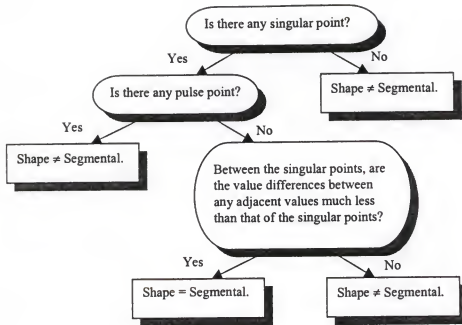 Is there any singular point?
Yes
No
Is there any pulse point?
Shape ≠ Segmental.
Yes
No
Shape ≠ Segmental.
Between the singular points, are
the value differences between
any adjacent values much less
than that of the singular points?
Yes
No
Shape = Segmental.
Shape ≠ Segmental.